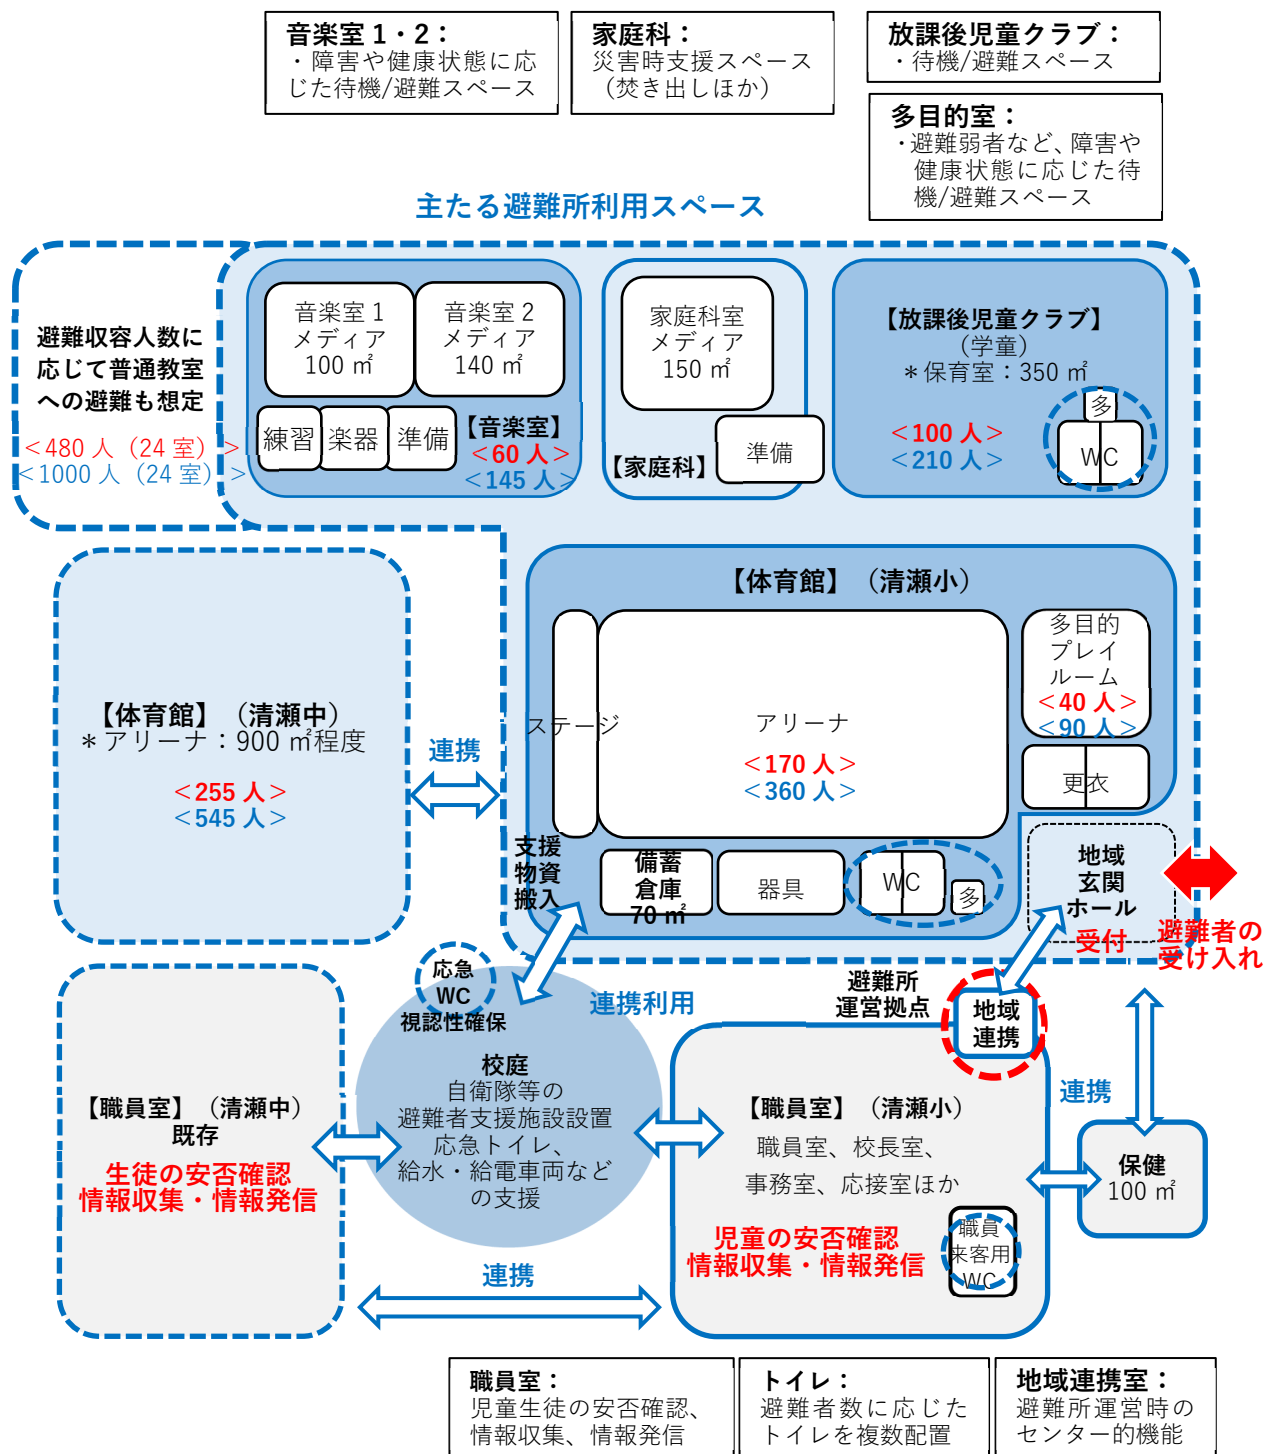 音楽室 1・2：
・障害や健康状態に応
じた待機/避難スペース
家庭科：
災害時支援スペース
（焚き出しほか）
放課後児童クラブ：
・待機/避難スペース
多目的室：
・避難弱者など、障害や
健康状態に応じた待
機/避難スペース
主たる避難所利用スペース
避難収容人数に
応じて普通教室
への避難も想定
＜480 人（24 室）＞
＜1000 人（24 室）＞
音楽室 1
メディア
100 ㎡
音楽室 2
メディア
140 ㎡
練習
楽器
準備
【音楽室】
＜60 人＞
＜145 人＞
家庭科室
メディア
150 ㎡
【家庭科】
準備
【放課後児童クラブ】
（学童）
＊保育室：350 ㎡
＜100 人＞
＜210 人＞
多
WC
【体育館】（清瀬小）
ステージ
アリーナ
＜170 人＞
＜360 人＞
多目的
プレイ
ルーム
＜40 人＞
＜90 人＞
更衣
【体育館】（清瀬中）
＊アリーナ：900 ㎡程度
＜255 人＞
＜545 人＞
連携
支援
物資
搬入
備蓄
倉庫
70 ㎡
器具
WC
多
地域
玄関
ホール
受付
避難者の
受け入れ
応急
WC
視認性確保
連携利用
避難所
運営拠点
地域
連携
校庭
自衛隊等の
避難者支援施設設置
応急トイレ、
給水・給電車両など
の支援
【職員室】（清瀬中）
既存
生徒の安否確認
情報収集・情報発信
【職員室】（清瀬小）
職員室、校長室、
事務室、応接室ほか
児童の安否確認
情報収集・情報発信
職員
来客用
WC
連携
保健
100 ㎡
連携
職員室：
児童生徒の安否確認、
情報収集、情報発信
トイレ：
避難者数に応じた
トイレを複数配置
地域連携室：
避難所運営時の
センター的機能